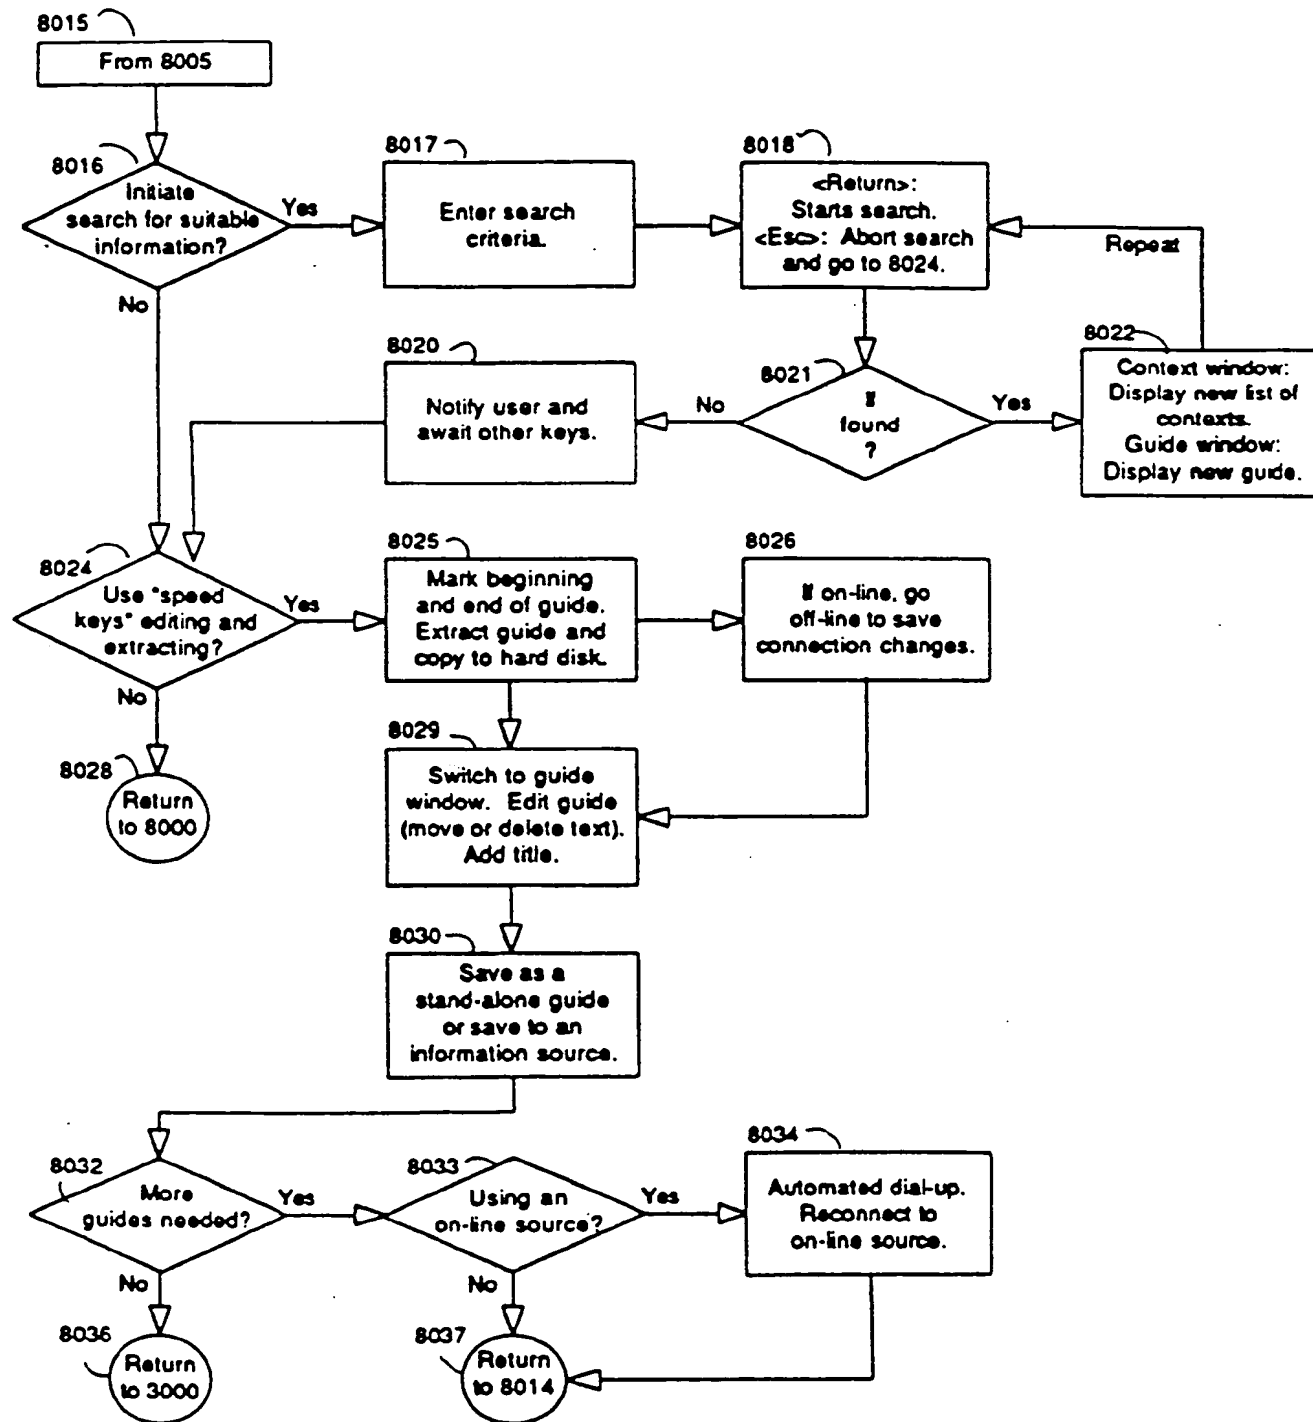 8015
From 8005
8016
Initiate
search for suitable
information?
Yes
No
8017
Enter search
criteria.
8018
<Return>:
Starts search.
<Esc>: Abort search
and go to 8024.
Repeat
8020
Notify user and
await other keys.
No
8021
If
found
?
Yes
8022
Context window:
Display new list of
contexts.
Guide window:
Display new guide.
8024
Use "speed
keys" editing and
extracting?
Yes
No
8025
Mark beginning
and end of guide.
Extract guide and
copy to hard disk.
8026
If on-line, go
off-line to save
connection changes.
8028
Return
to 8000
8029
Switch to guide
window. Edit guide
(move or delete text).
Add title.
8030
Save as a
stand-alone guide
or save to an
information source.
8032
More
guides needed?
Yes
No
8033
Using an
on-line source?
Yes
No
8034
Automated dial-up.
Reconnect to
on-line source.
8036
Return
to 3000
8037
Return
to 8014